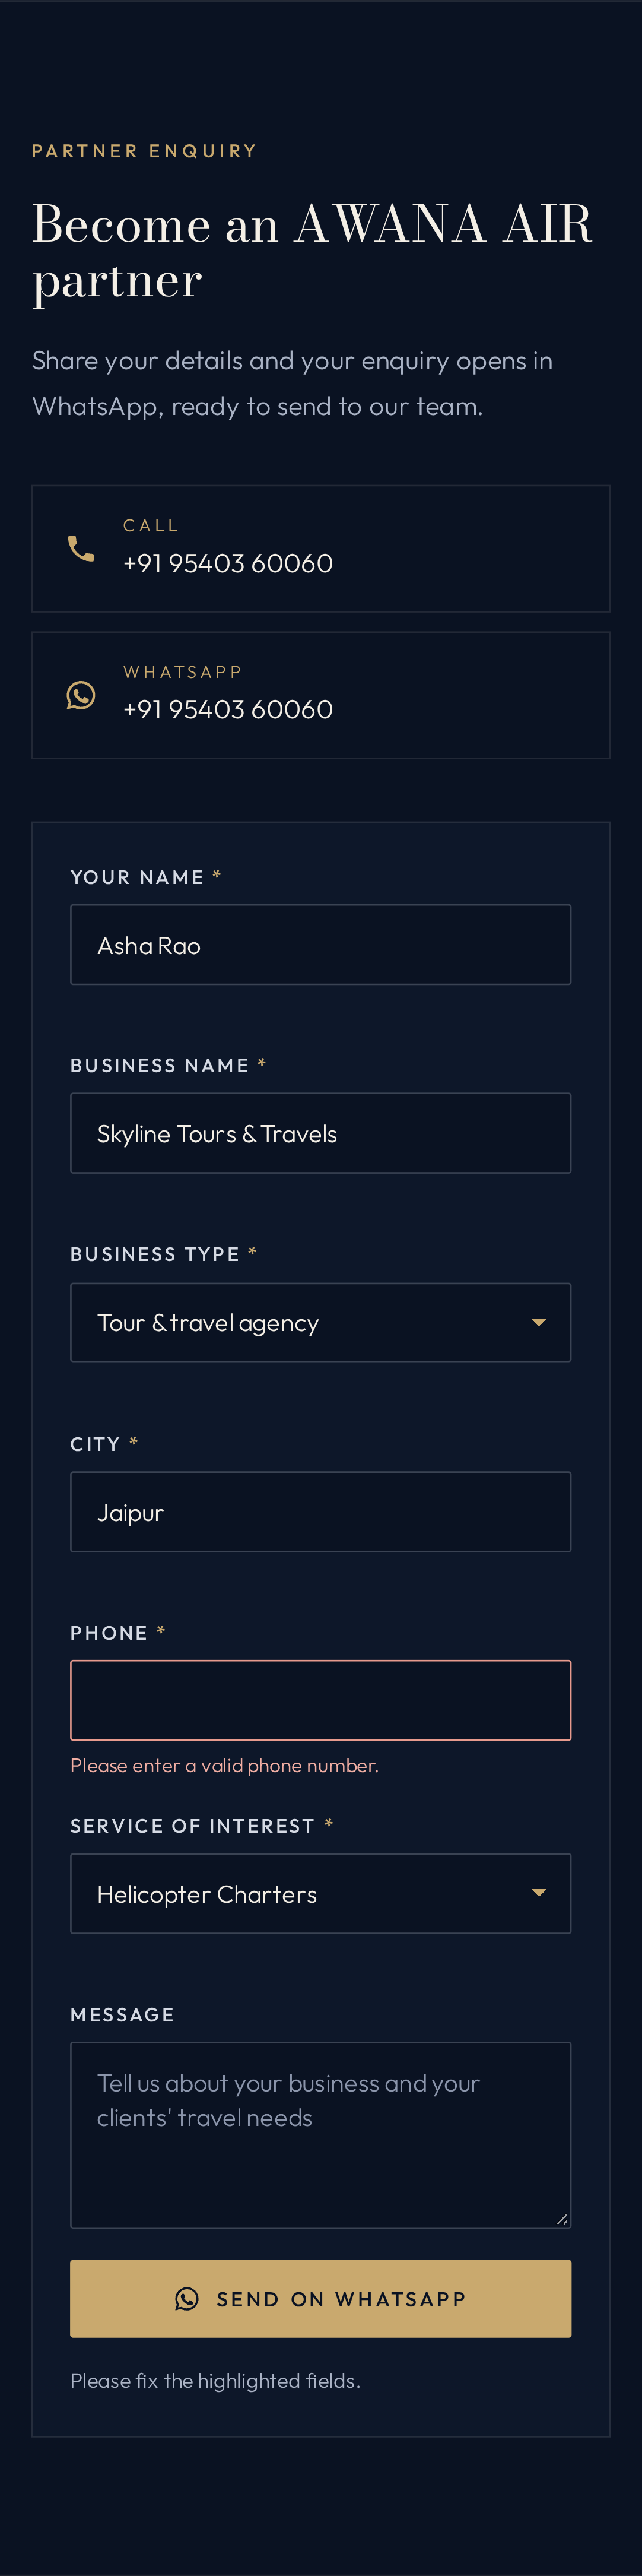 PARTNER ENQUIRY
Become an AWANA AIR
partner
Share your details and your enquiry opens in
WhatsApp, ready to send to our team.
CALL
+91 95403 60060
WHATSAPP
+91 95403 60060
YOUR NAME *
Asha Rao
BUSINESS NAME *
Skyline Tours & Travels
BUSINESS TYPE *
Tour & travel agency
CITY *
Jaipur
PHONE *
Please enter a valid phone number.
SERVICE OF INTEREST *
Helicopter Charters
MESSAGE
Tell us about your business and your
clients' travel needs
SEND ON WHATSAPP
Please fix the highlighted fields.